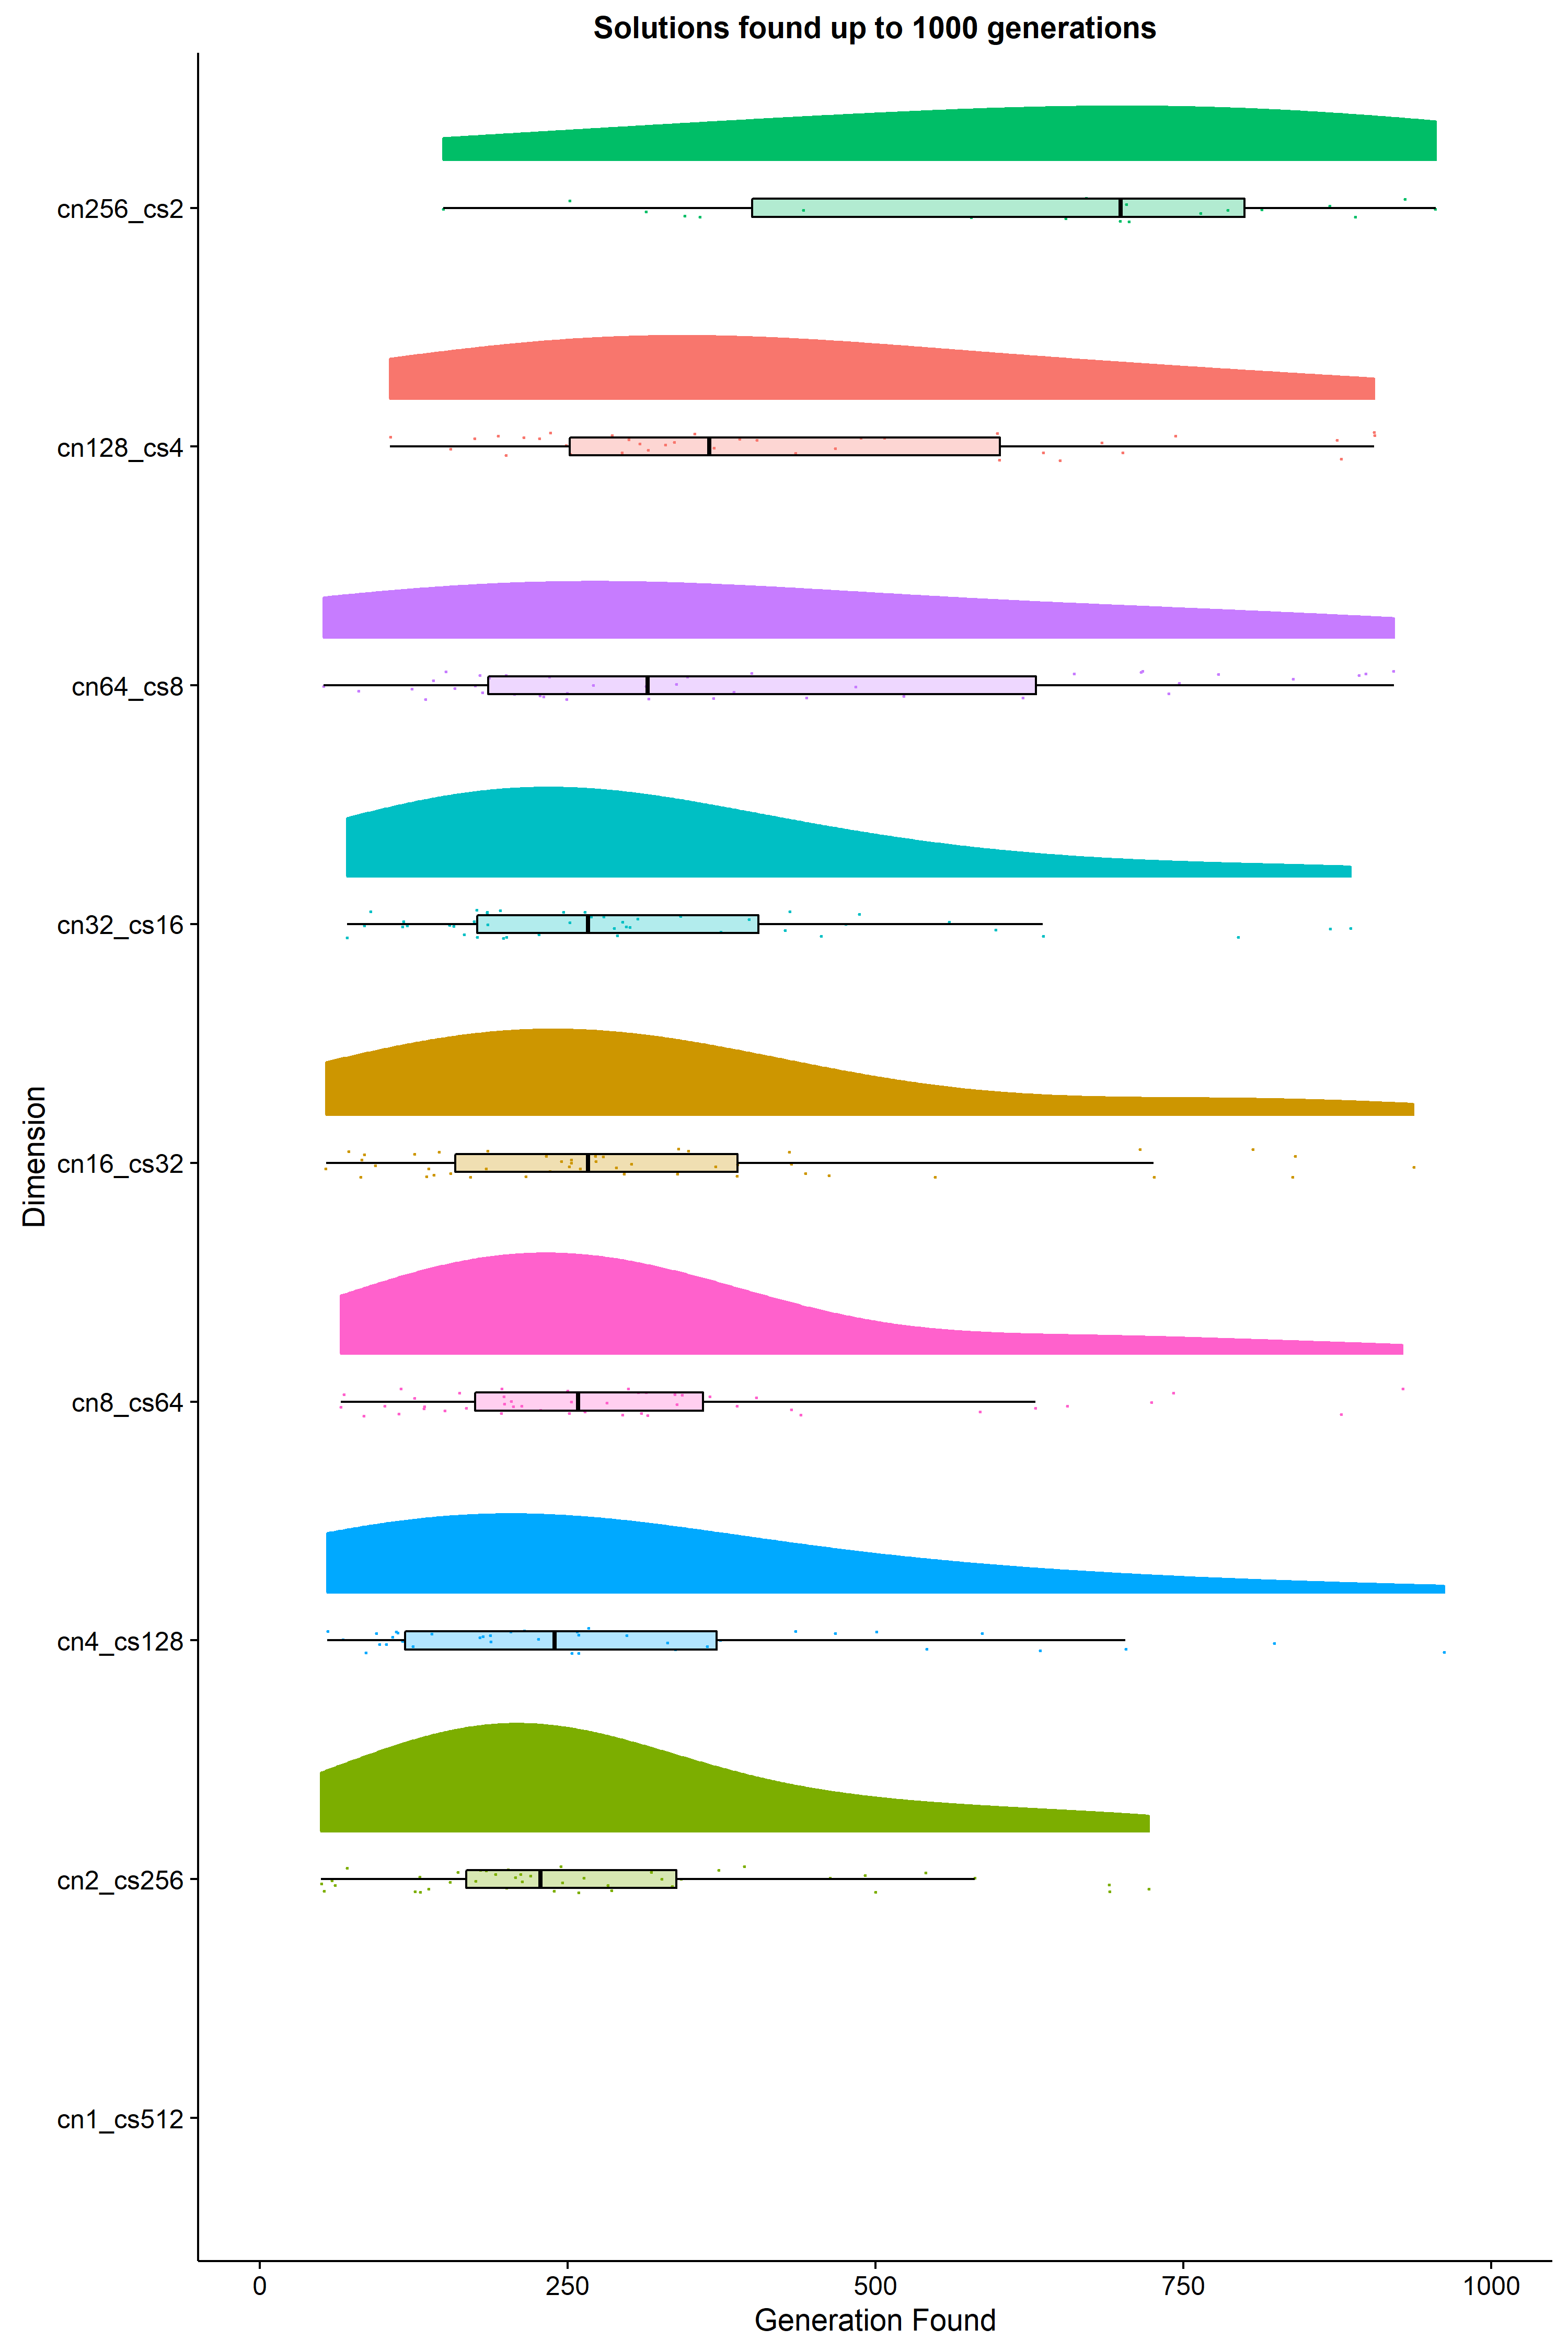 Solutions found up to 1000 generations
cn256_cs2
cn128_cs4
cn64_cs8
cn32_cs16
cn16_cs32
cn8_cs64
cn4_cs128
cn2_cs256
cn1_cs512
Dimension
0 250 500 750 1000
Generation Found